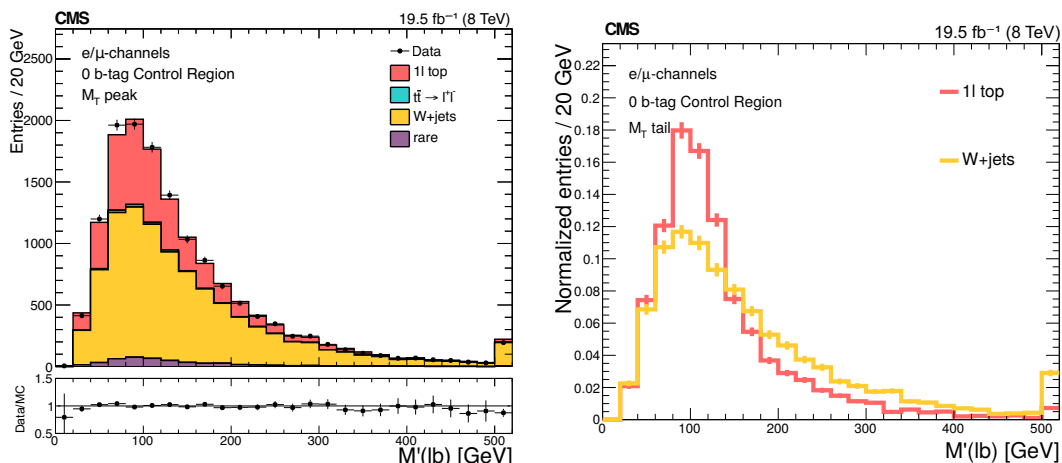 CMS
19.5 fb⁻¹ (8 TeV)
Entries / 20 GeV
2500
2000
1500
1000
500
0
e/μ-channels
0 b-tag Control Region
M_T peak
Data
1l top
tt̄ → l⁺l⁻
W+jets
rare
Data/MC
1.5
1
0.5
0
100
200
300
400
500
M'(lb) [GeV]
CMS
19.5 fb⁻¹ (8 TeV)
Normalized entries / 20 GeV
0.22
0.2
0.18
0.16
0.14
0.12
0.1
0.08
0.06
0.04
0.02
0
e/μ-channels
0 b-tag Control Region
M_T tail
1l top
W+jets
0
100
200
300
400
500
M'(lb) [GeV]